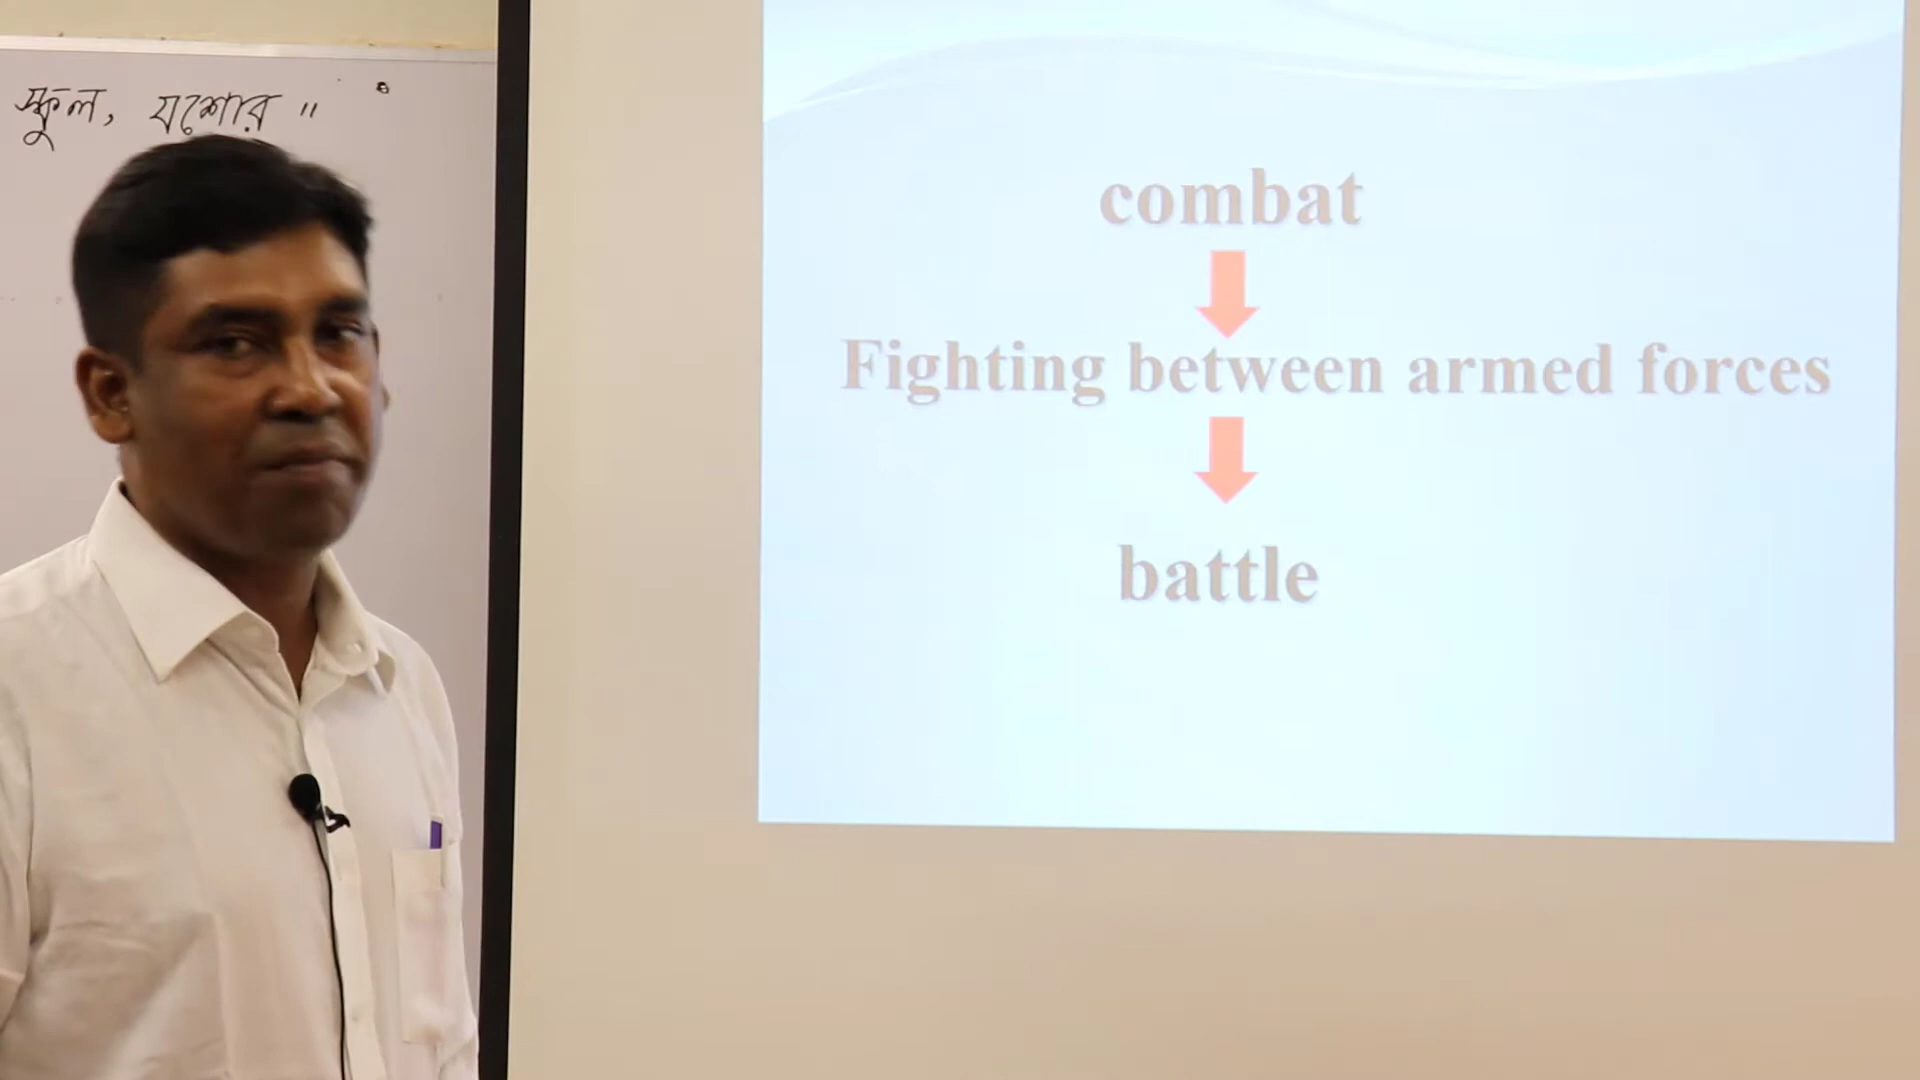 স্কুল, যশোর"
combat
Fighting between armed forces
battle